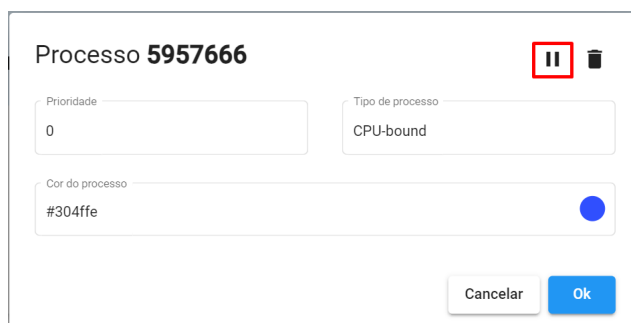 Processo 5957666
Prioridade
0
Tipo de processo
CPU-bound
Cor do processo
#304ffe
Cancelar
Ok